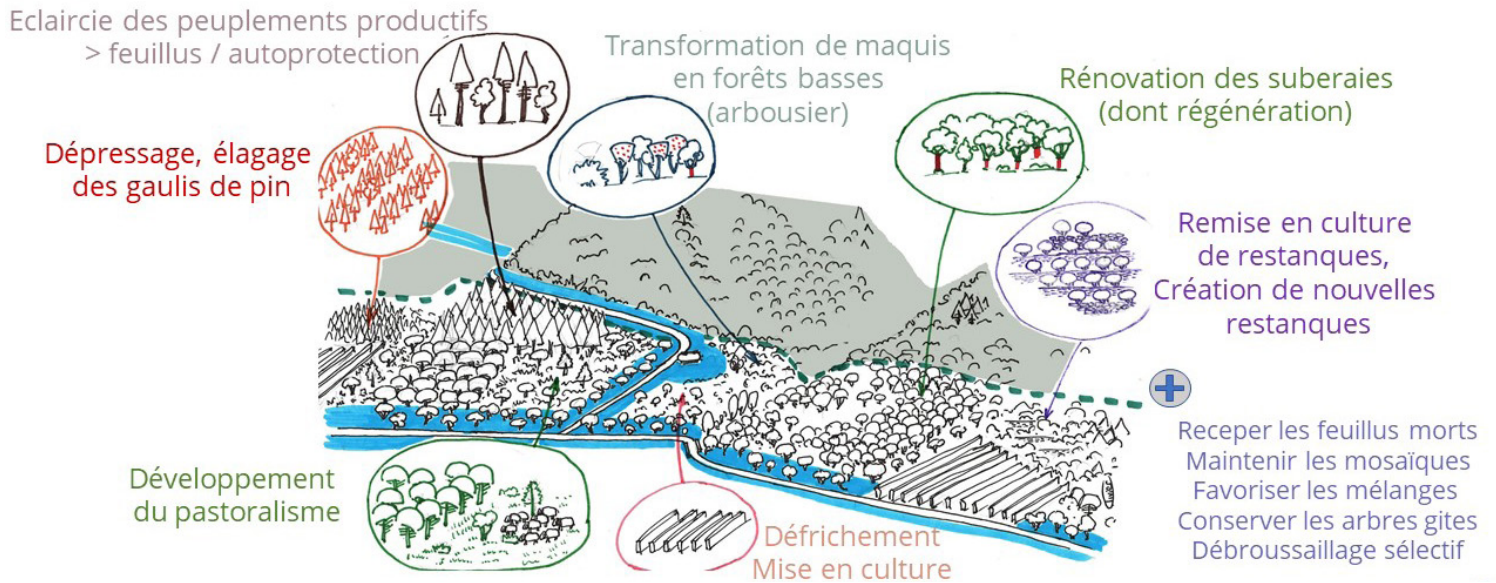 Eclaircie des peuplements productifs
> feuillus / autoprotection
Transformation de maquis
en forêts basses
(arbousier)
Rénovation des suberaies
(dont régénération)
Dépressage, élagage
des gaulis de pin
Remise en culture
de restanques,
Création de nouvelles
restanques
Receper les feuillus morts
Maintenir les mosaïques
Favoriser les mélanges
Conserver les arbres gites
Débroussaillage sélectif
Développement
du pastoralisme
Défrichement
Mise en culture